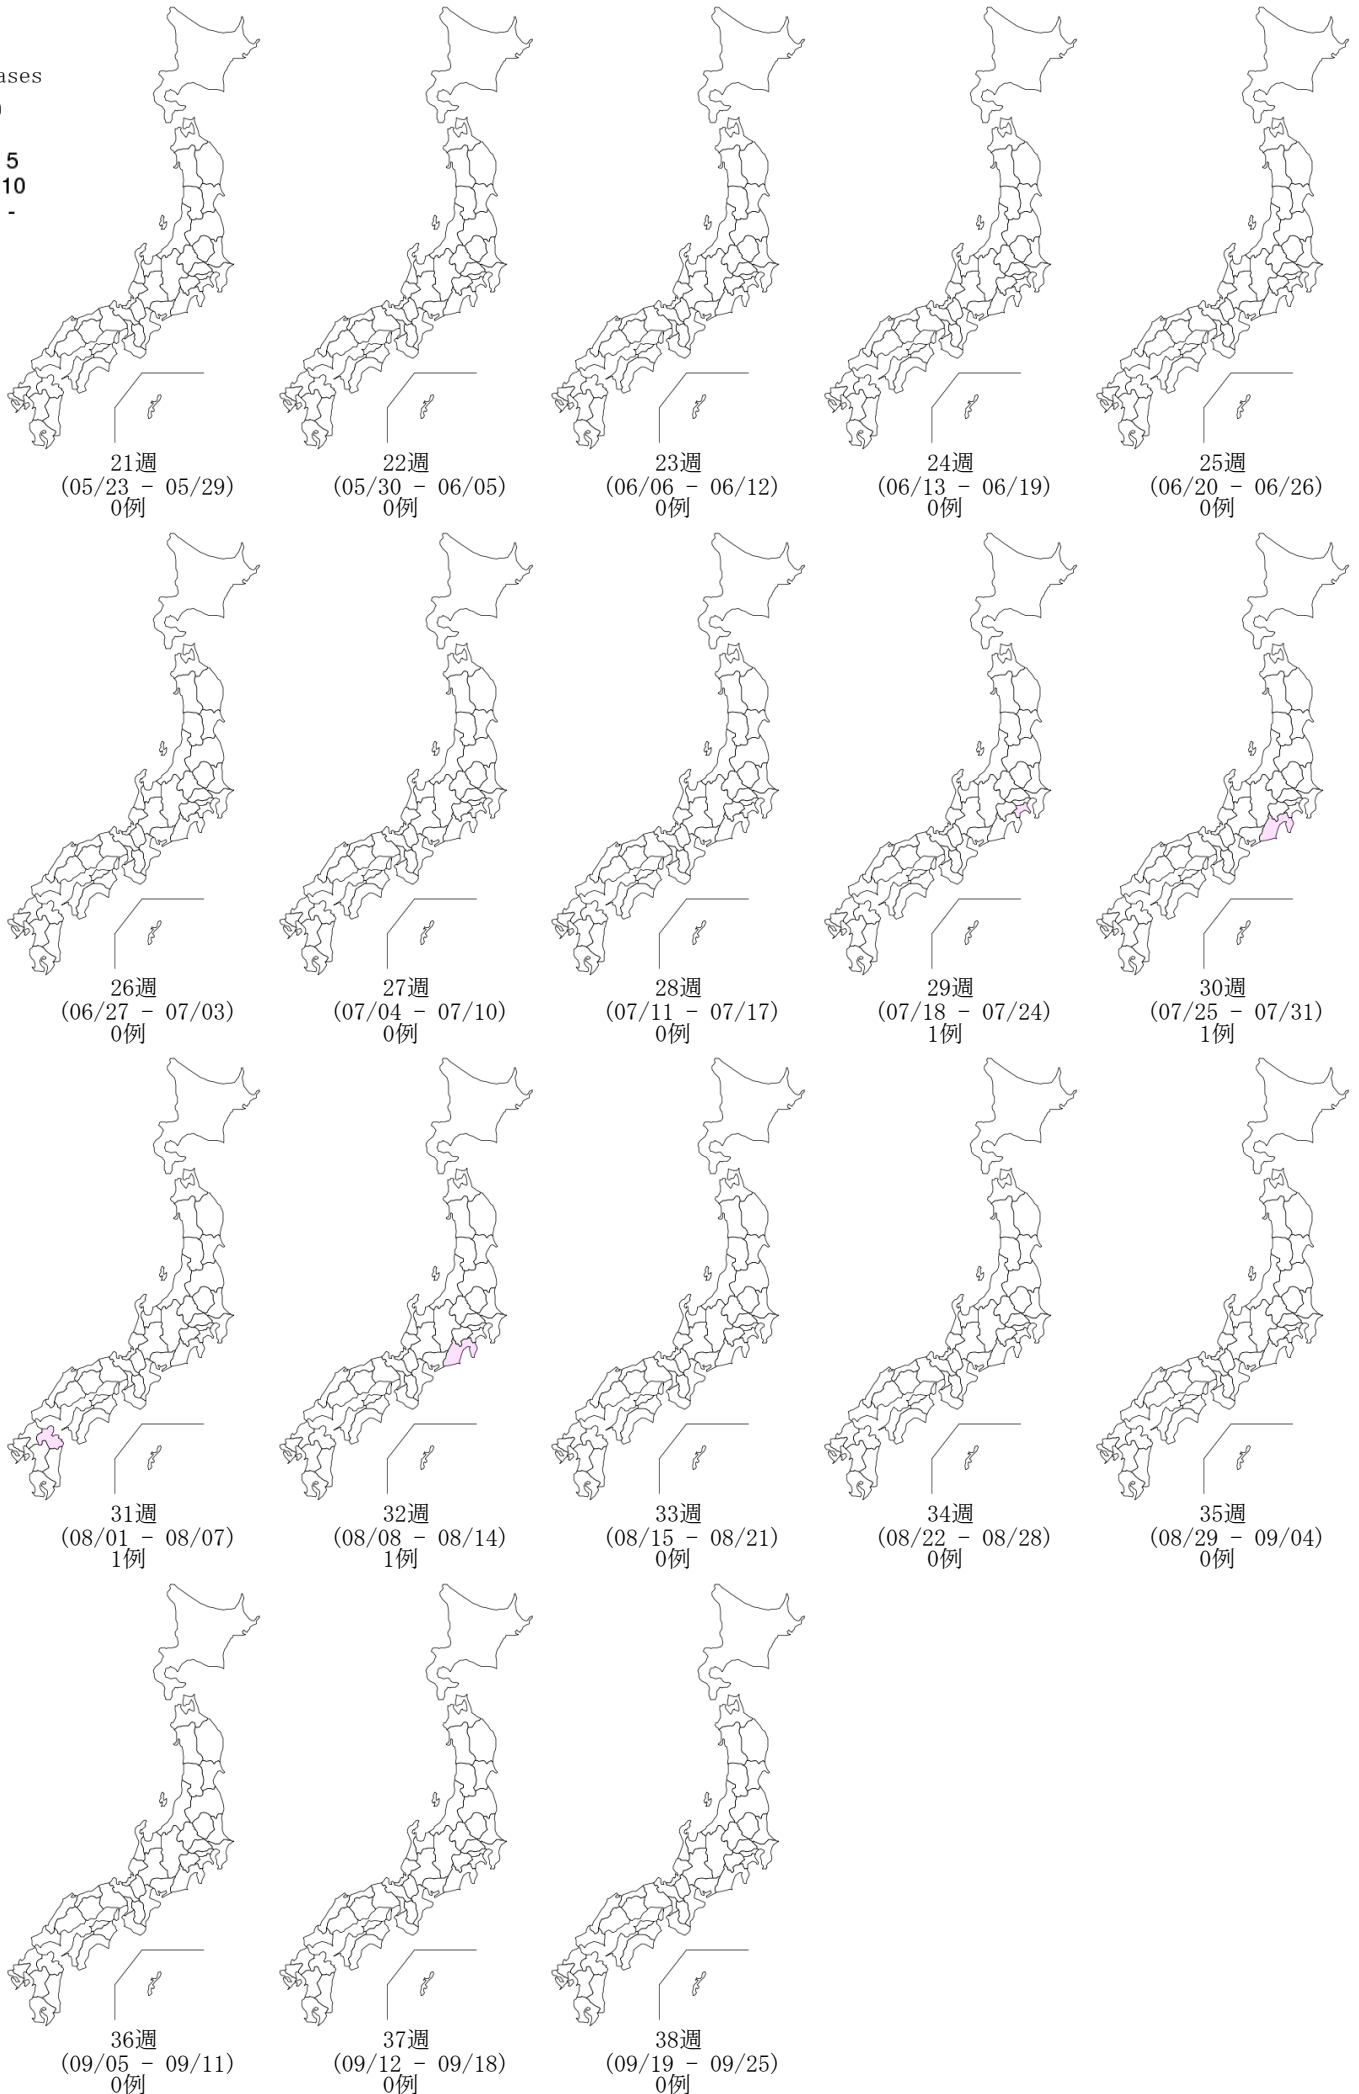 ases
5
10
-
21週
(05/23 - 05/29)
0例
22週
(05/30 - 06/05)
0例
23週
(06/06 - 06/12)
0例
24週
(06/13 - 06/19)
0例
25週
(06/20 - 06/26)
0例
26週
(06/27 - 07/03)
0例
27週
(07/04 - 07/10)
0例
28週
(07/11 - 07/17)
0例
29週
(07/18 - 07/24)
1例
30週
(07/25 - 07/31)
1例
31週
(08/01 - 08/07)
1例
32週
(08/08 - 08/14)
1例
33週
(08/15 - 08/21)
0例
34週
(08/22 - 08/28)
0例
35週
(08/29 - 09/04)
0例
36週
(09/05 - 09/11)
0例
37週
(09/12 - 09/18)
0例
38週
(09/19 - 09/25)
0例